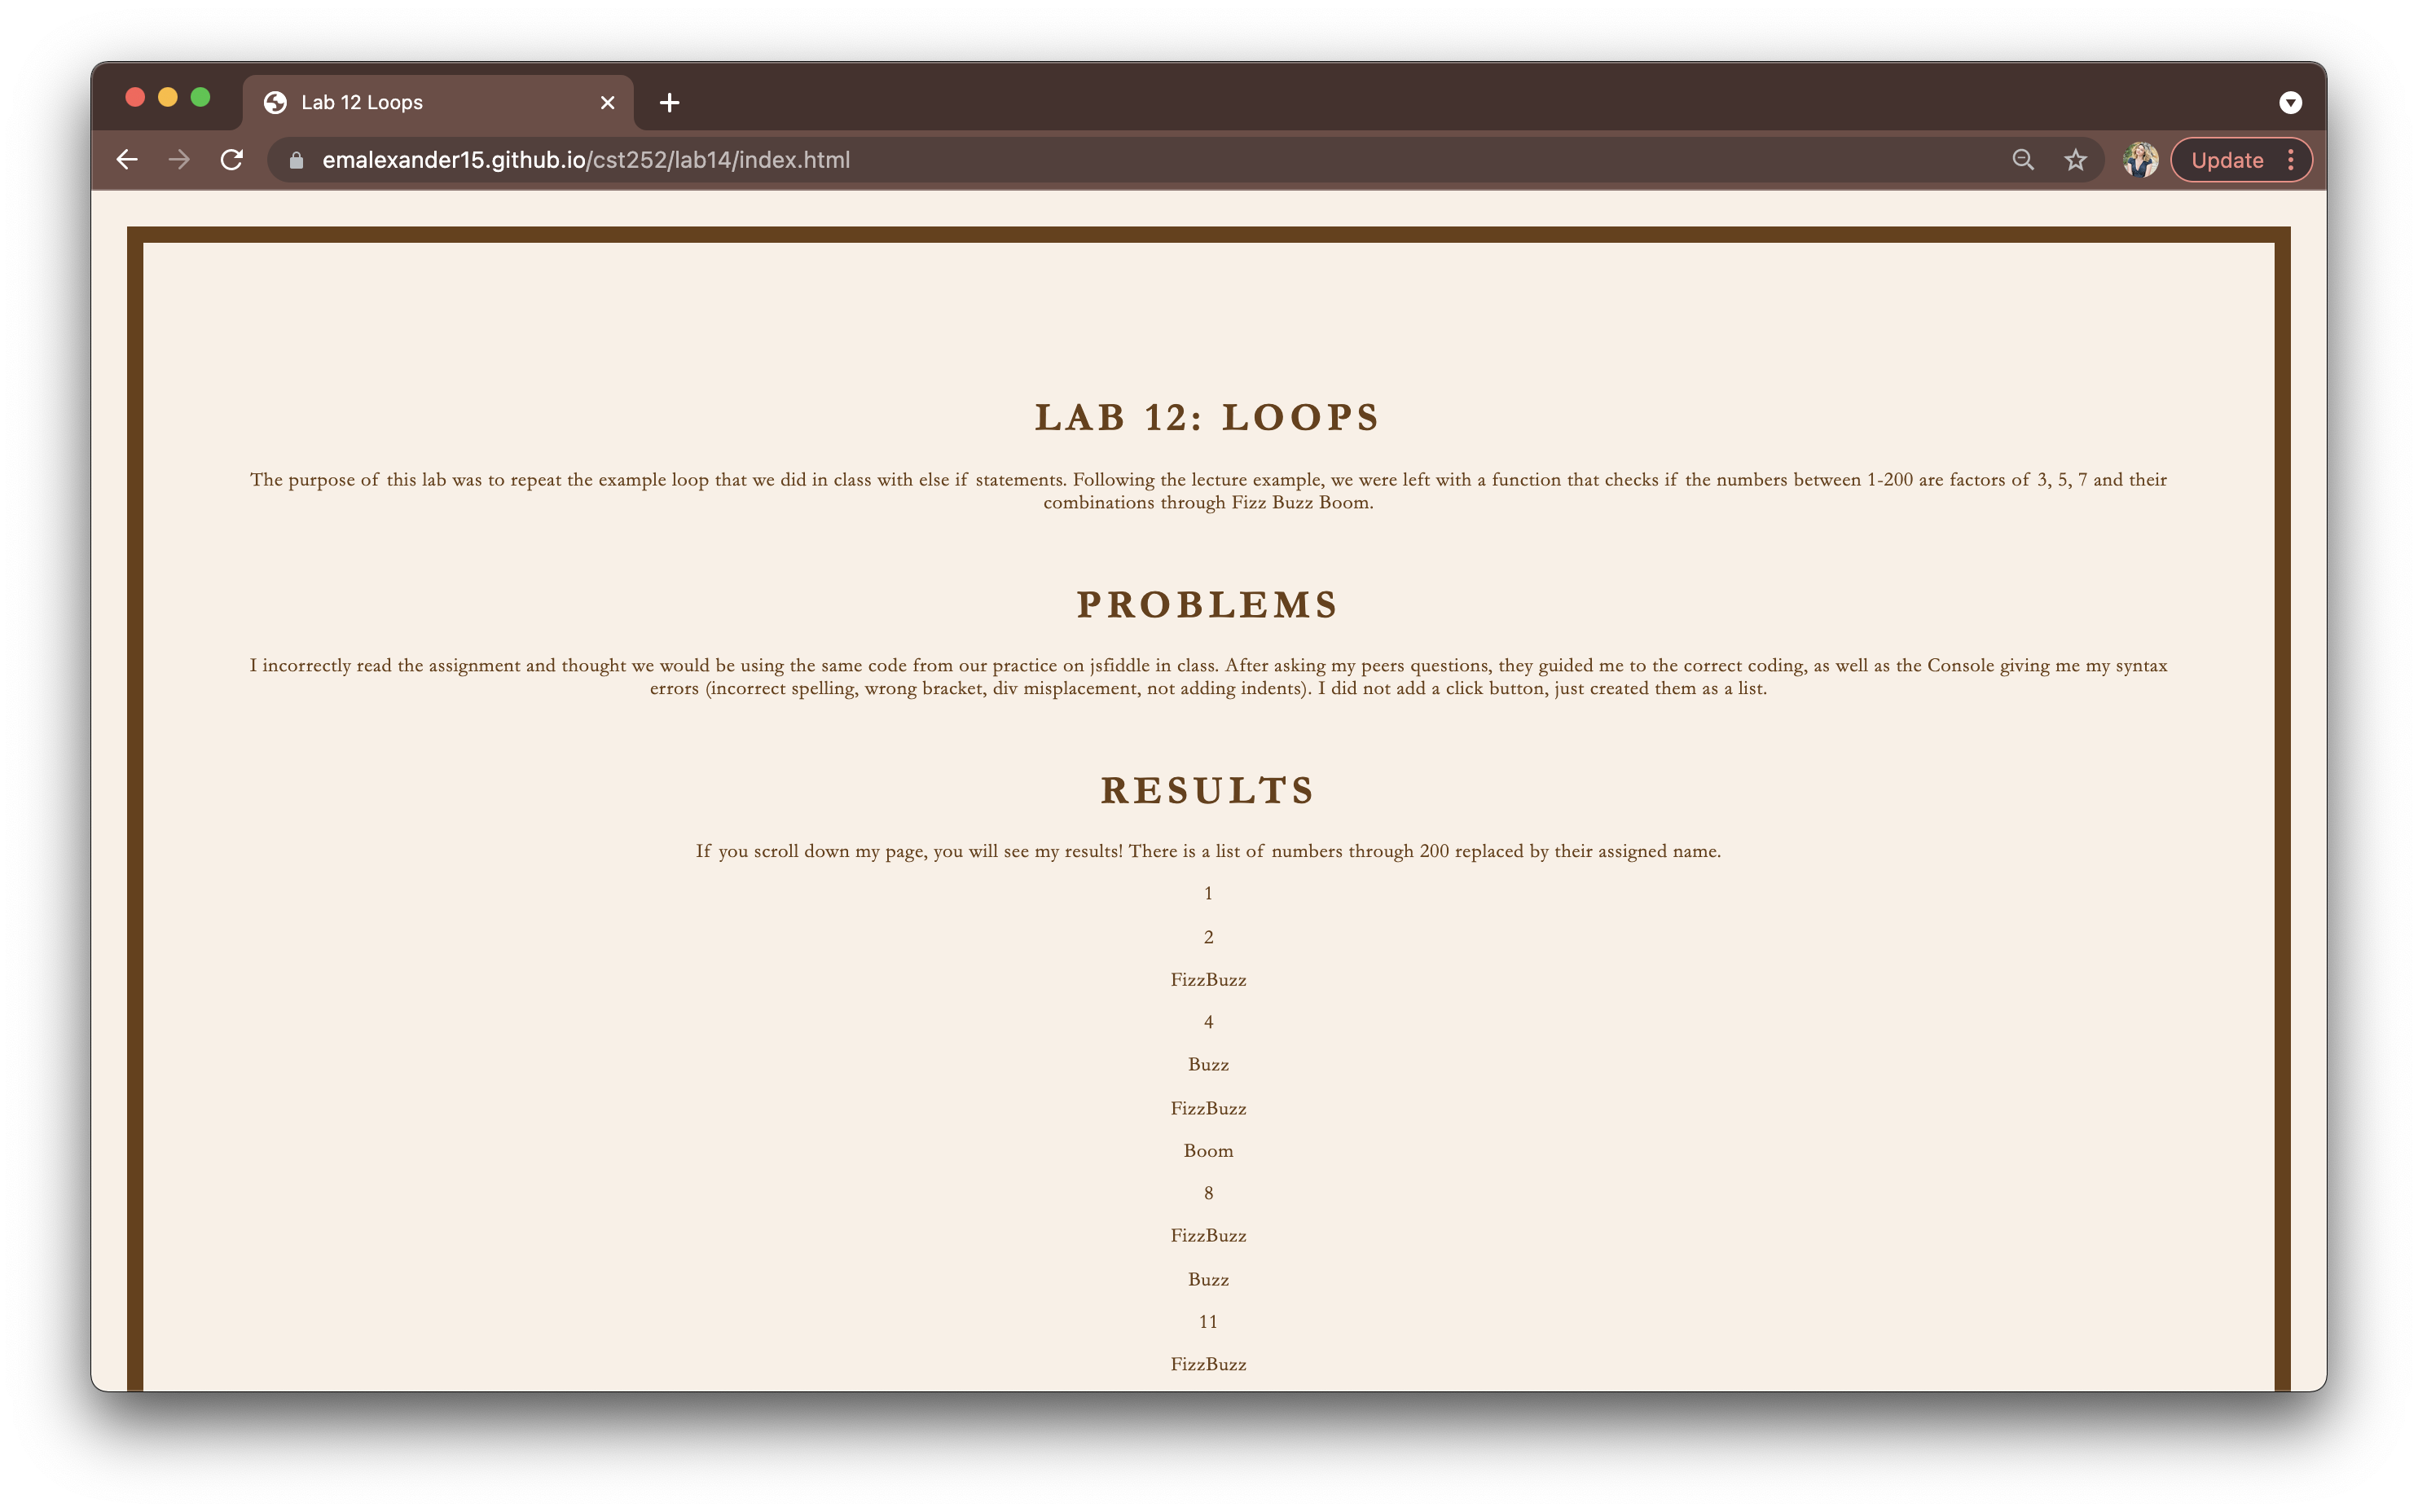 Lab 12 Loops
emalexander15.github.io/cst252/lab14/index.html
Update
LAB 12: LOOPS
The purpose of this lab was to repeat the example loop that we did in class with else if statements. Following the lecture example, we were left with a function that checks if the numbers between 1-200 are factors of 3, 5, 7 and their
combinations through Fizz Buzz Boom.
PROBLEMS
I incorrectly read the assignment and thought we would be using the same code from our practice on jsfiddle in class. After asking my peers questions, they guided me to the correct coding, as well as the Console giving me my syntax
errors (incorrect spelling, wrong bracket, div misplacement, not adding indents). I did not add a click button, just created them as a list.
RESULTS
If you scroll down my page, you will see my results! There is a list of numbers through 200 replaced by their assigned name.
1
2
FizzBuzz
4
Buzz
FizzBuzz
Boom
8
FizzBuzz
Buzz
11
FizzBuzz